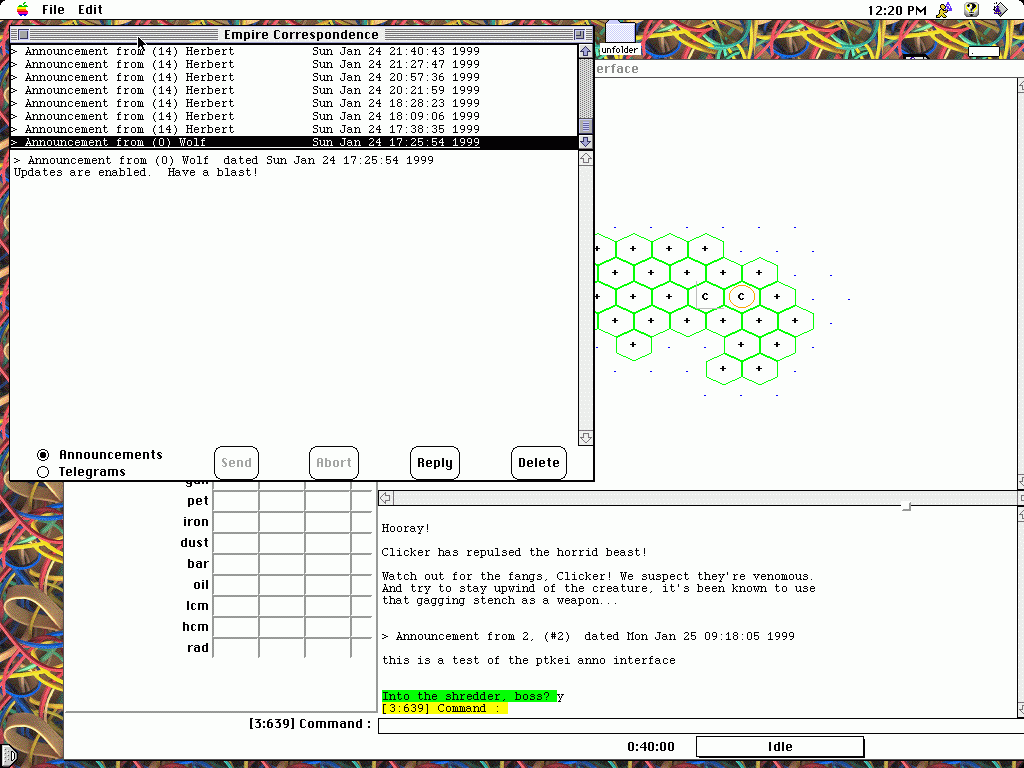 File Edit 12:20 PM
unfolder
Empire Correspondence
> Announcement from (14) Herbert Sun Jan 24 21:40:43 1999
> Announcement from (14) Herbert Sun Jan 24 21:27:47 1999
> Announcement from (14) Herbert Sun Jan 24 20:57:36 1999
> Announcement from (14) Herbert Sun Jan 24 20:21:59 1999
> Announcement from (14) Herbert Sun Jan 24 18:28:23 1999
> Announcement from (14) Herbert Sun Jan 24 18:09:06 1999
> Announcement from (14) Herbert Sun Jan 24 17:38:35 1999
> Announcement from (0) Wolf Sun Jan 24 17:25:54 1999
> Announcement from (0) Wolf dated Sun Jan 24 17:25:54 1999
Updates are enabled. Have a blast!
Announcements
Telegrams
Send Abort Reply Delete
erface
+ + + +
+ + + + +
+ + + C C +
+ + + + + +
+ + +
+ +
pet
iron
dust
bar
oil
lcm
hcm
rad
Hooray!
Clicker has repulsed the horrid beast!
Watch out for the fangs, Clicker! We suspect they're venomous.
And try to stay upwind of the creature, it's been known to use
that gagging stench as a weapon...
> Announcement from 2, (#2) dated Mon Jan 25 09:18:05 1999
this is a test of the ptkei anno interface
Into the shredder, boss? y
[3:639] Command :
[3:639] Command :
0:40:00 Idle